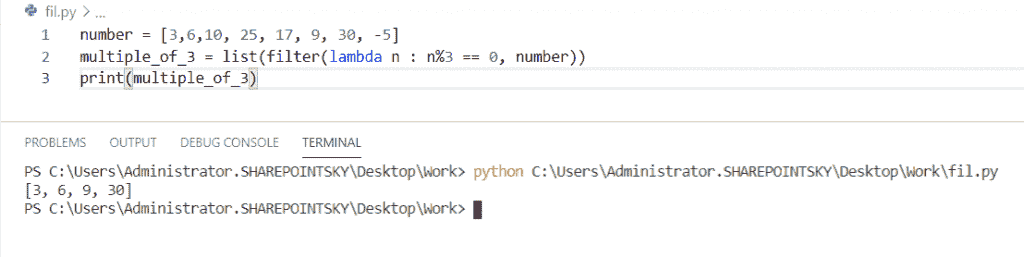 fil.py > ...
1 number = [3,6,10, 25, 17, 9, 30, -5]
2 multiple_of_3 = list(filter(lambda n : n%3 == 0, number))
3 print(multiple_of_3)
PROBLEMS OUTPUT DEBUG CONSOLE TERMINAL
PS C:\Users\Administrator.SHAREPOINTSKY\Desktop\Work> python C:\Users\Administrator.SHAREPOINTSKY\Desktop\Work\fil.py
[3, 6, 9, 30]
PS C:\Users\Administrator.SHAREPOINTSKY\Desktop\Work>